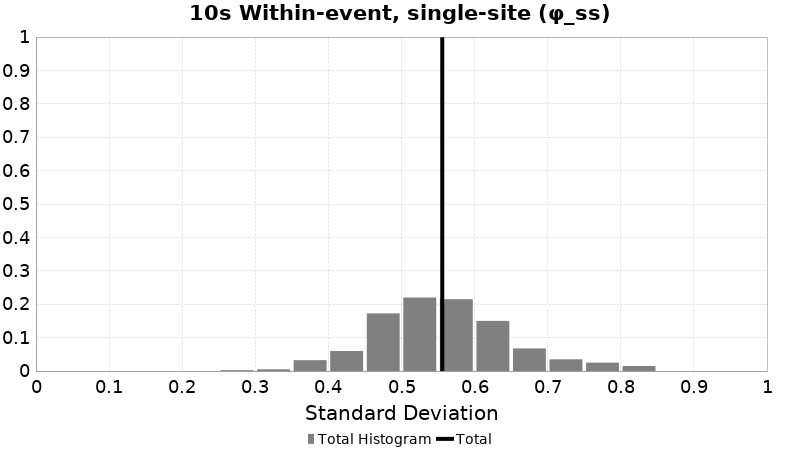 10s Within-event, single-site (φ_ss)
1
0.9
0.8
0.7
0.6
0.5
0.4
0.3
0.2
0.1
0
0 0.1 0.2 0.3 0.4 0.5 0.6 0.7 0.8 0.9 1
Standard Deviation
Total Histogram Total